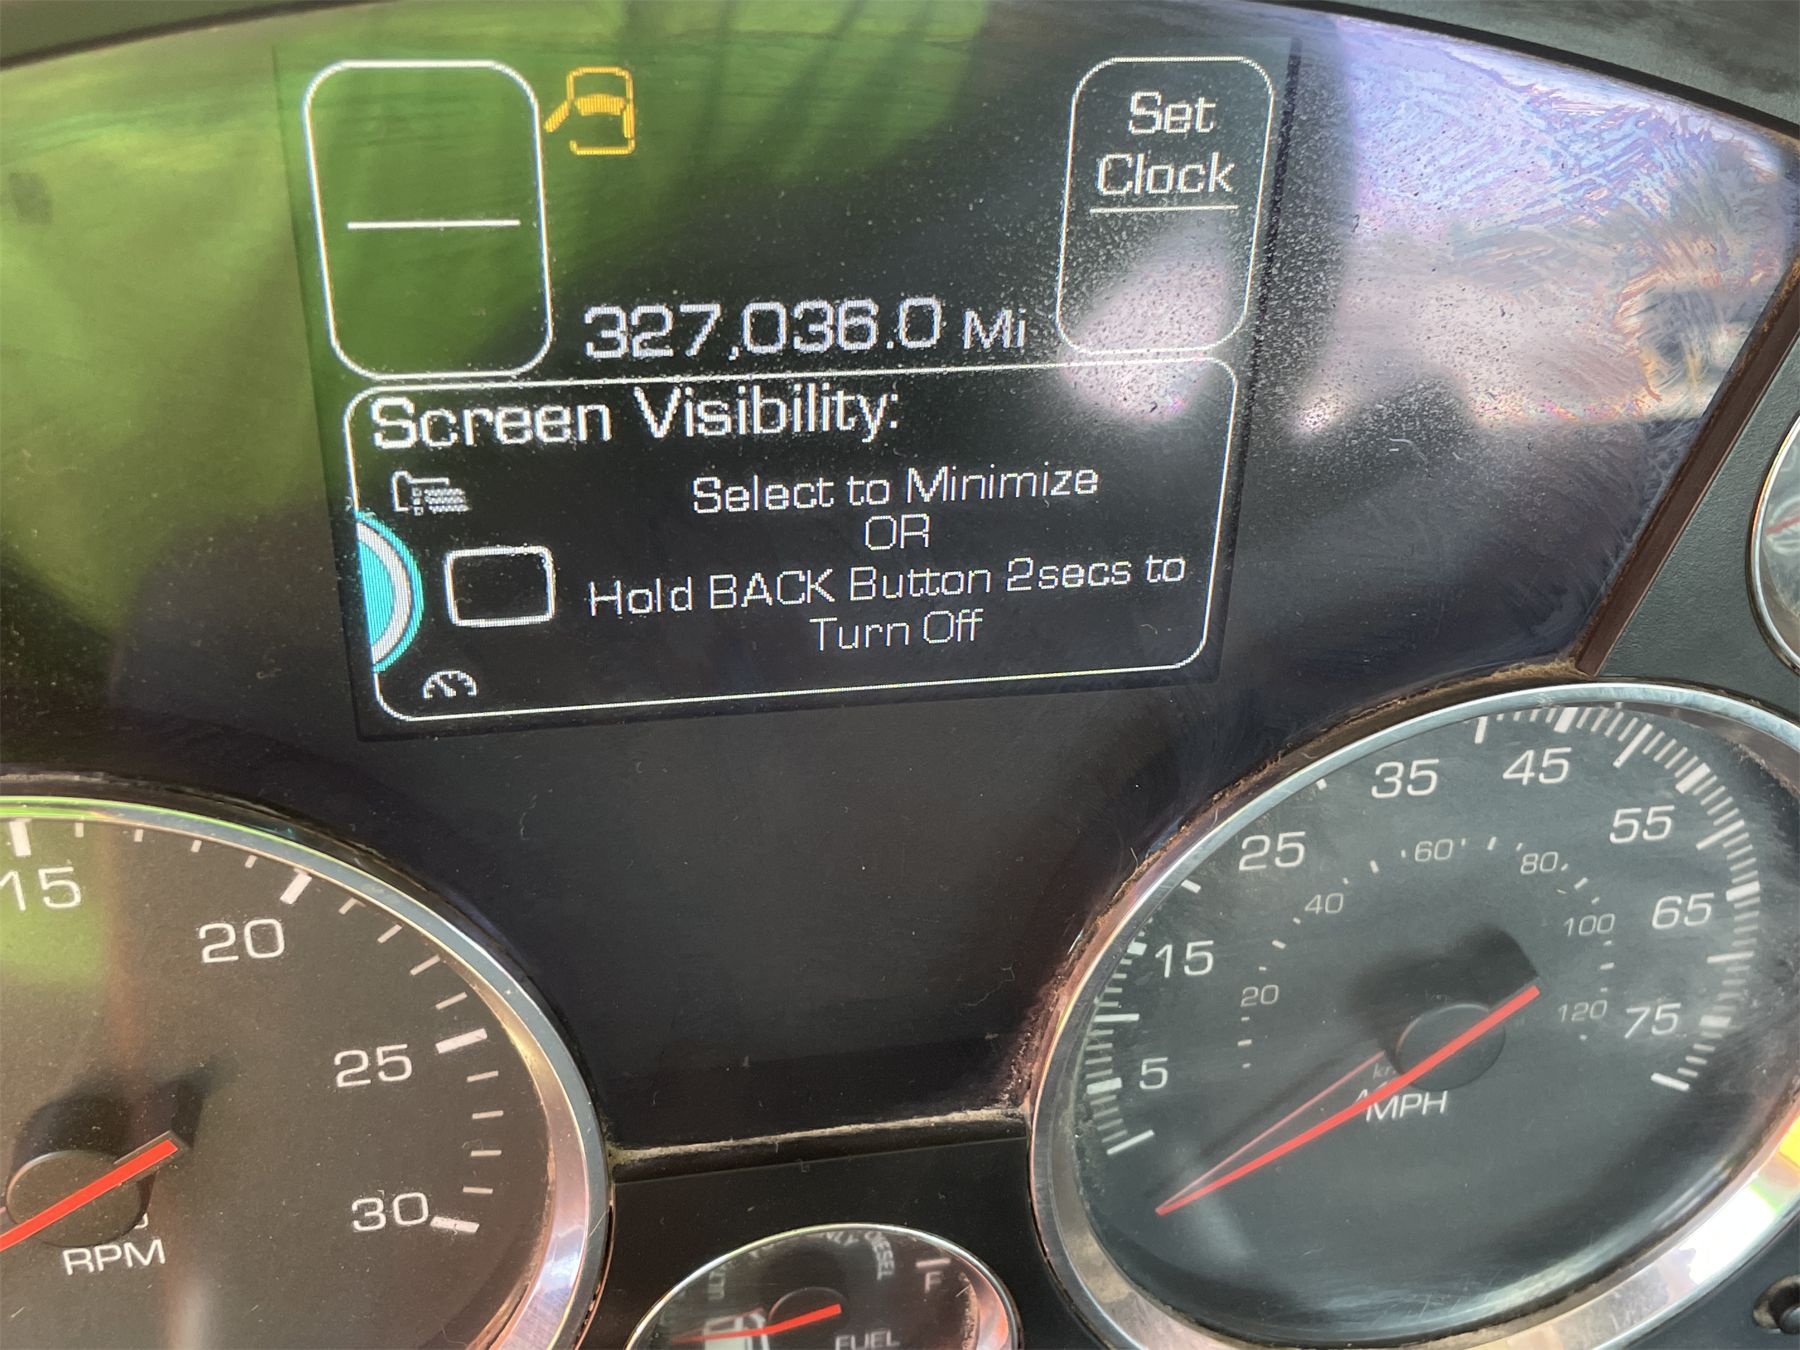 Set
Clock
327,036.0 Mi
Screen Visibility:
Select to Minimize
OR
Hold BACK Button 2secs to
Turn Off
15
20
25
30
RPM
5
15
25
35
45
55
65
75
20
40
60
80
100
120
MPH
DIESEL
F
FUEL